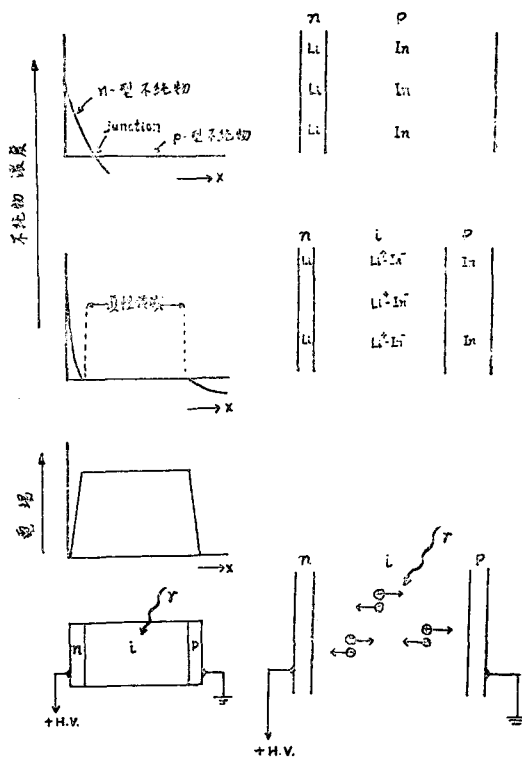 n P
Li In
n-型 不純物
Li In
junction
P-型 不純物
Li In
→ x
不純物 濃度
n i P
Li Li⁺-In⁻ In
Li⁺-In⁻
Li Li⁺-In⁻ In
→ x
電場
→ x
γ
n i P
+H.V.
γ
n i P
+H.V.